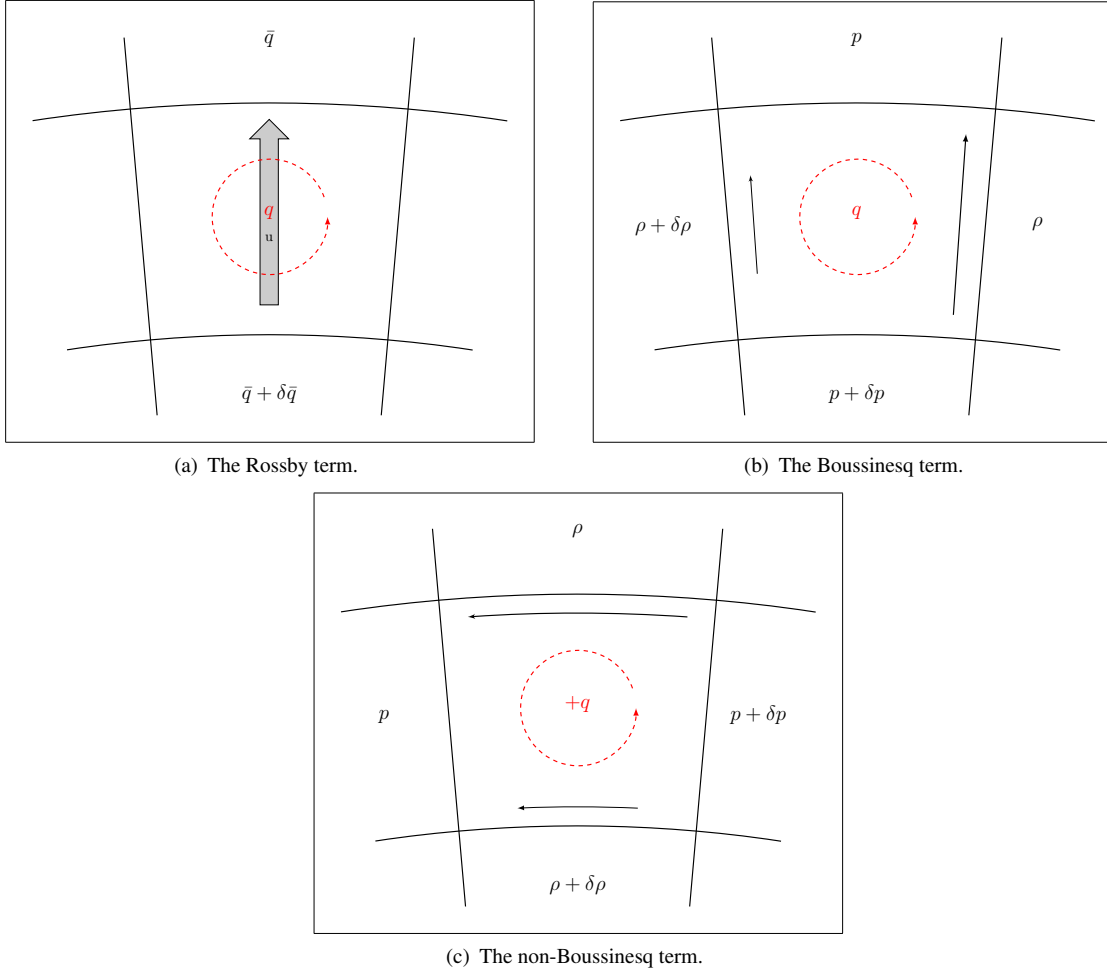 q̄
q
u
q̄ + δq̄
(a) The Rossby term.
p
ρ + δρ
q
ρ
p + δp
(b) The Boussinesq term.
ρ
+q
p
p + δp
ρ + δρ
(c) The non-Boussinesq term.